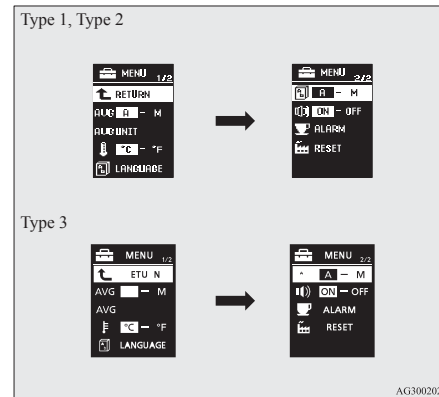 Type 1, Type 2
MENU 1/2
RETURN
AVG A – M
AVG UNIT
°C – °F
LANGUAGE
MENU 2/2
A – M
ON – OFF
ALARM
RESET
Type 3
MENU 1/2
ETU N
AVG – M
AVG
°C – °F
LANGUAGE
MENU 2/2
A – M
ON – OFF
ALARM
RESET
AG300202